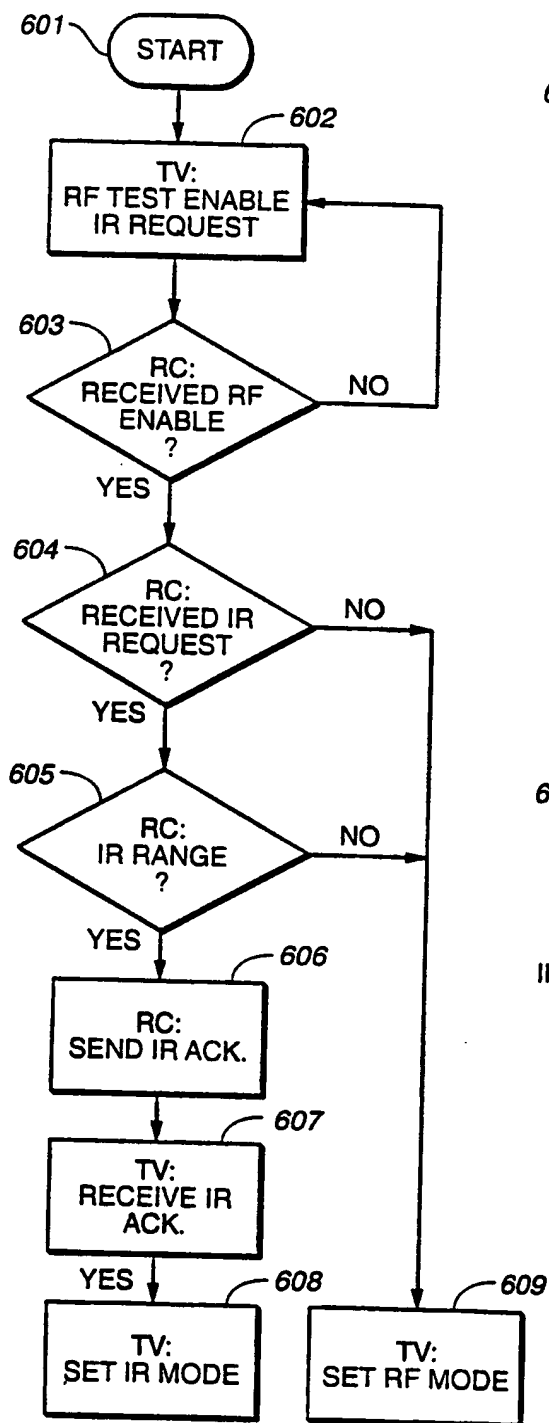 601
START
602
TV:
RF TEST ENABLE
IR REQUEST
603
RC:
RECEIVED RF
ENABLE
?
NO
YES
604
RC:
RECEIVED IR
REQUEST
?
NO
YES
605
RC:
IR RANGE
?
NO
YES
606
RC:
SEND IR ACK.
607
TV:
RECEIVE IR
ACK.
YES
608
TV:
SET IR MODE
609
TV:
SET RF MODE